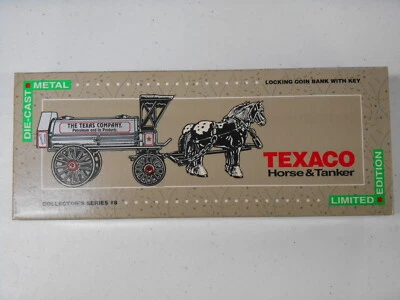 DIE-CAST METAL
LOCKING COIN BANK WITH KEY
THE TEXAS COMPANY
Petroleum and its Products
TEXACO
Horse & Tanker
COLLECTOR'S SERIES #8
LIMITED EDITION